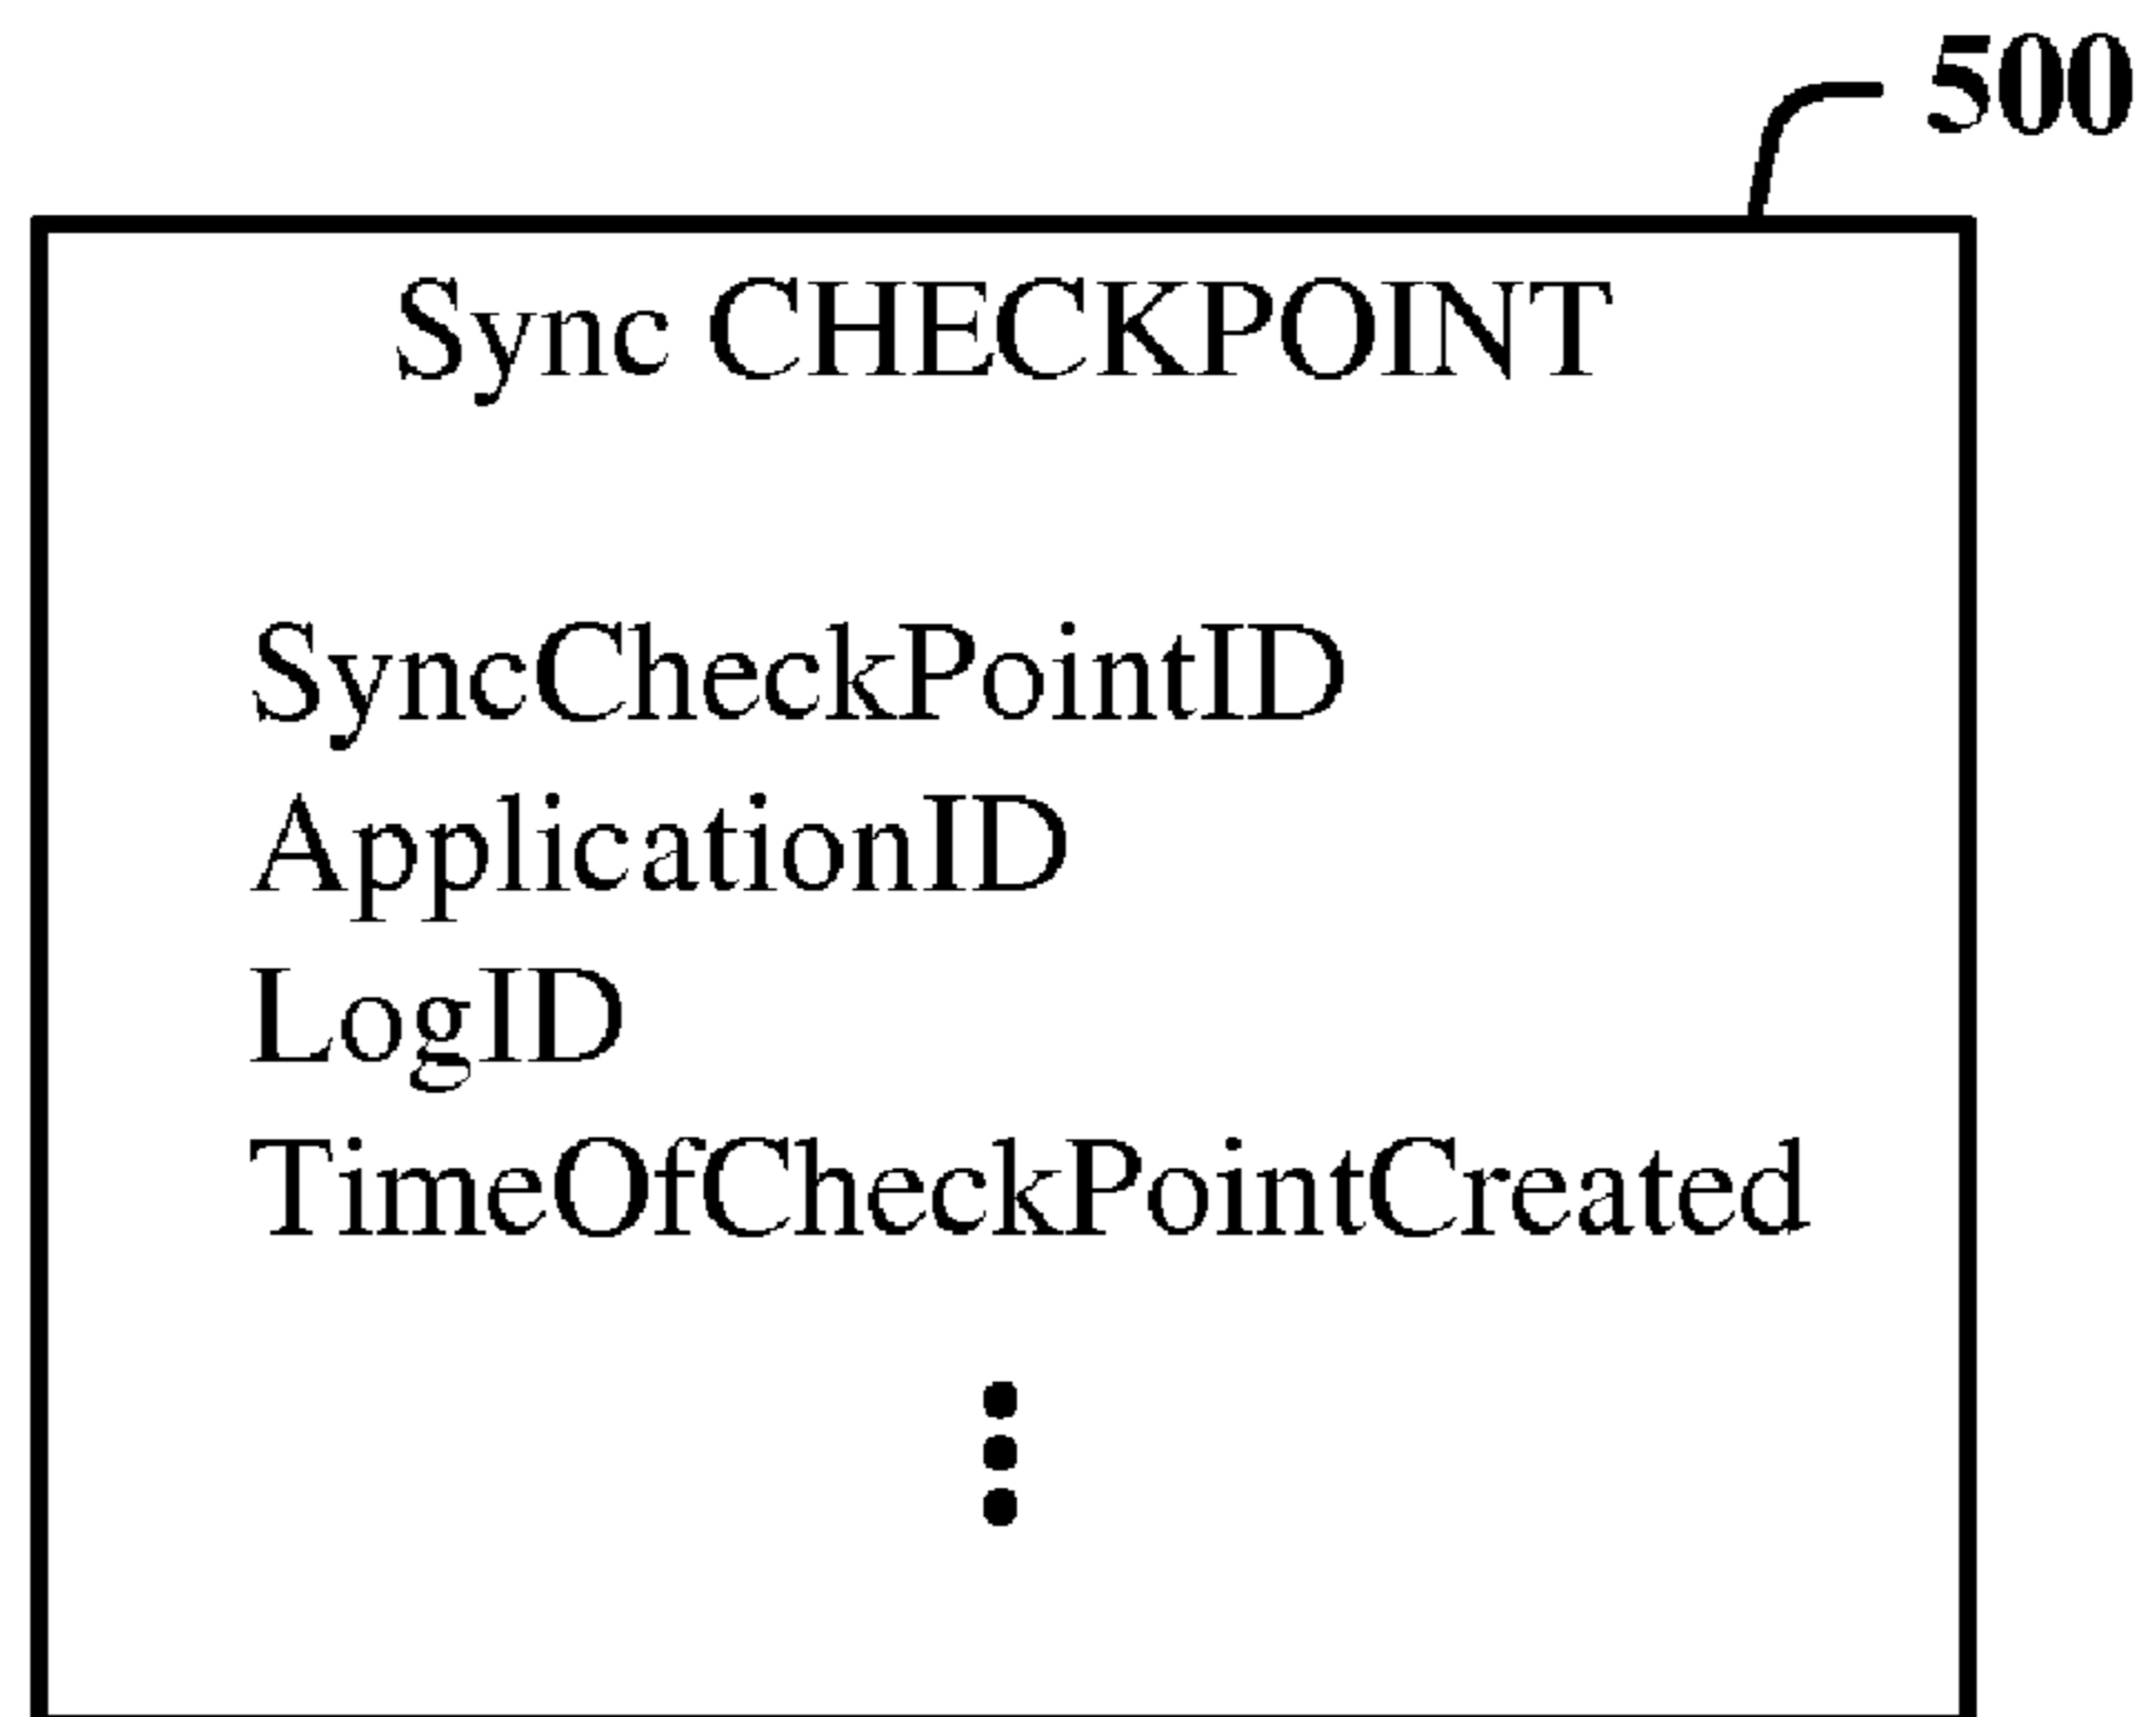 500
Sync CHECKPOINT
SyncCheckPointID
ApplicationID
LogID
TimeOfCheckPointCreated